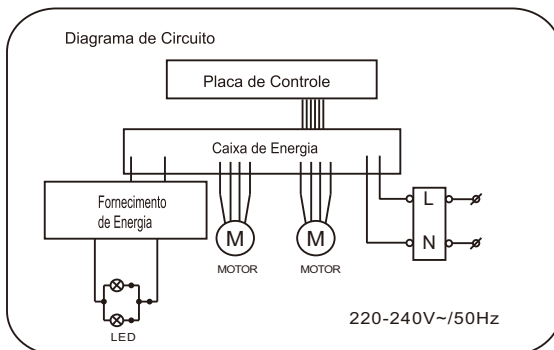 Diagrama de Circuito
Placa de Controle
Caixa de Energia
Fornecimento
de Energia
L
N
M
M
MOTOR
MOTOR
LED
220-240V~/50Hz